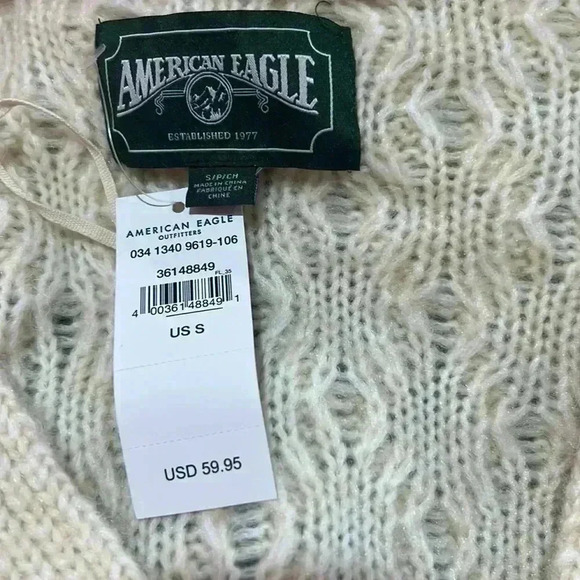 AMERICAN EAGLE
ESTABLISHED 1977
S/P/CH
MADE IN CHINA
FABRIQUÉ EN
CHINE
AMERICAN EAGLE
OUTFITTERS
034 1340 9619-106
36148849
FL_35
4 00361 48849 1
US S
USD 59.95